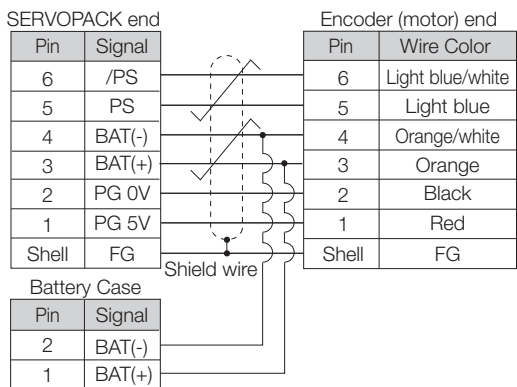 SERVOPACK end Encoder (motor) end
Pin Signal Pin Wire Color
6 /PS 6 Light blue/white
5 PS 5 Light blue
4 BAT(-) 4 Orange/white
3 BAT(+) 3 Orange
2 PG 0V 2 Black
1 PG 5V 1 Red
Shell FG Shell FG
Shield wire
Battery Case
Pin Signal
2 BAT(-)
1 BAT(+)